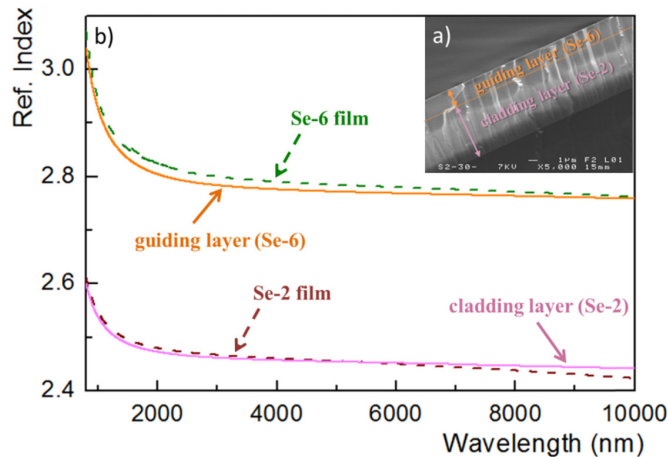 b)
a)
guiding layer (Se-6)
cladding layer (Se-2)
S2-30- 7KV 1µm F2 L01
X5,000 15mm
Ref. Index
3.0
2.8
2.6
2.4
Se-6 film
guiding layer (Se-6)
Se-2 film
cladding layer (Se-2)
2000 4000 6000 8000 10000
Wavelength (nm)